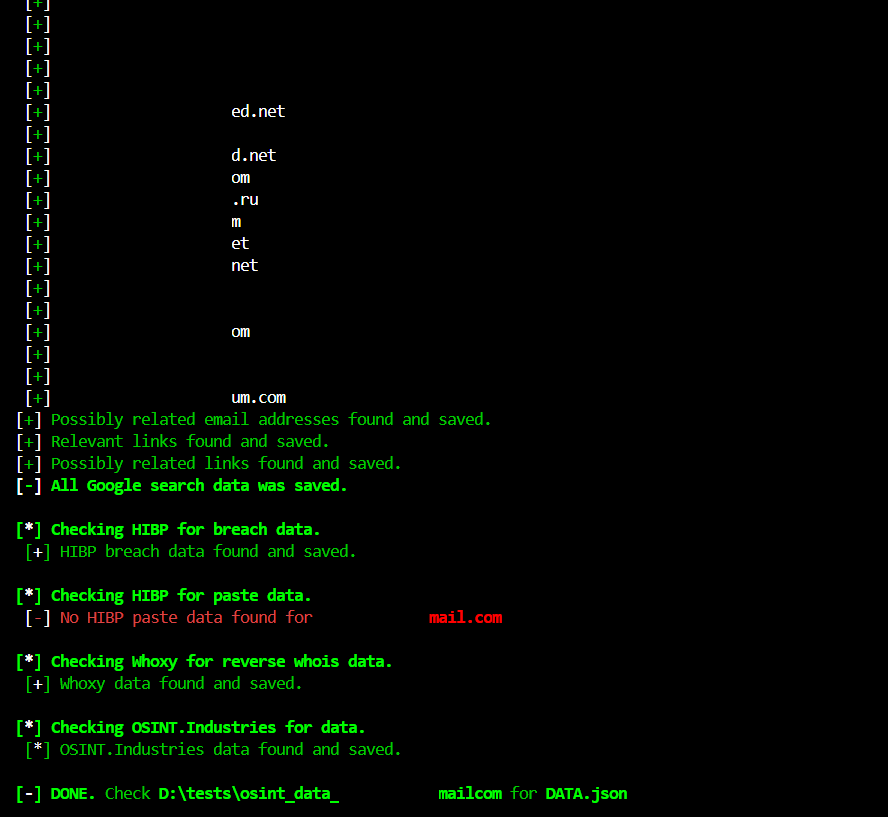 [+]
[+]
[+]
[+]
[+]
[+] ed.net
[+]
[+] d.net
[+] om
[+] .ru
[+] m
[+] et
[+] net
[+]
[+]
[+] om
[+]
[+]
[+] um.com
[+] Possibly related email addresses found and saved.
[+] Relevant links found and saved.
[+] Possibly related links found and saved.
[-] All Google search data was saved.
[*] Checking HIBP for breach data.
[+] HIBP breach data found and saved.
[*] Checking HIBP for paste data.
[-] No HIBP paste data found for mail.com
[*] Checking Whoxy for reverse whois data.
[+] Whoxy data found and saved.
[*] Checking OSINT.Industries for data.
[*] OSINT.Industries data found and saved.
[-] DONE. Check D:\tests\osint_data_ mailcom for DATA.json